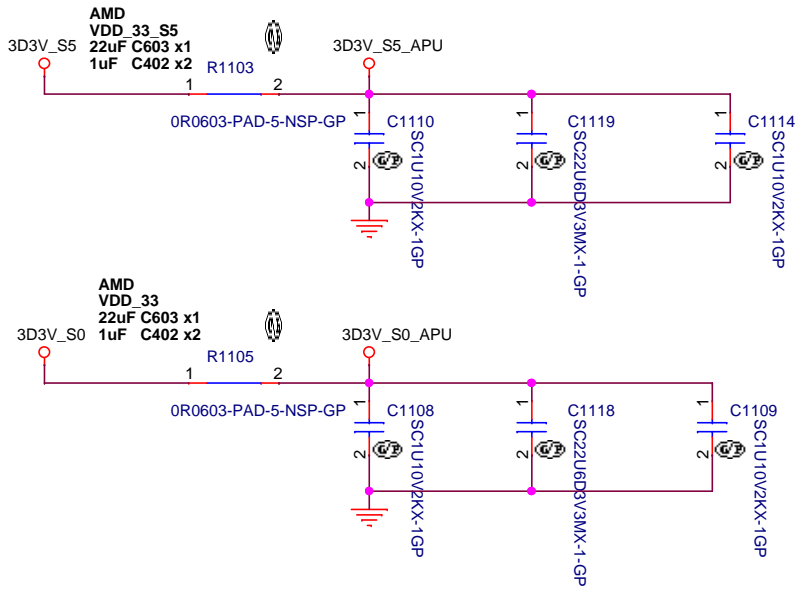 AMD
VDD_33_S5
22uF C603 x1
1uF C402 x2
3D3V_S5
3D3V_S5_APU
R1103
1
2
0R0603-PAD-5-NSP-GP
1
2
C1110
SC1U10V2KX-1GP
G/P
1
2
C1119
SC22U6D3V3MX-1-GP
G/P
1
2
C1114
SC1U10V2KX-1GP
G/P
AMD
VDD_33
22uF C603 x1
1uF C402 x2
3D3V_S0
3D3V_S0_APU
R1105
1
2
0R0603-PAD-5-NSP-GP
1
2
C1108
SC1U10V2KX-1GP
G/P
1
2
C1118
SC22U6D3V3MX-1-GP
G/P
1
2
C1109
SC1U10V2KX-1GP
G/P